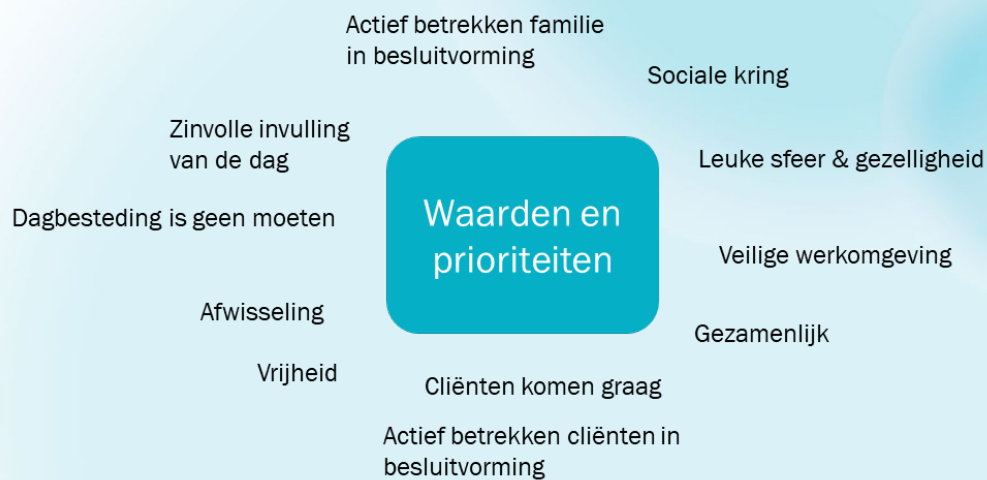 Actief betrekken familie
in besluitvorming
Sociale kring
Zinvolle invulling
van de dag
Leuke sfeer & gezelligheid
Dagbesteding is geen moeten
Waarden en
prioriteiten
Veilige werkomgeving
Afwisseling
Gezamenlijk
Vrijheid
Cliënten komen graag
Actief betrekken cliënten in
besluitvorming